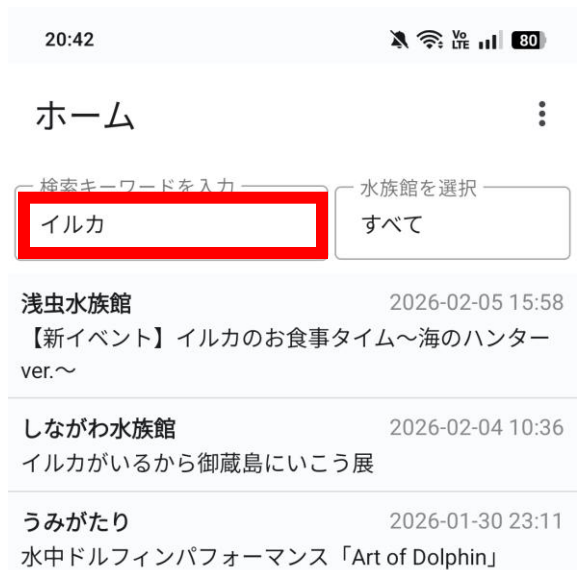 20:42
Vo LTE 80
ホーム
検索キーワードを入力
水族館を選択
イルカ
すべて
浅虫水族館
2026-02-05 15:58
【新イベント】イルカのお食事タイム〜海のハンター
ver.〜
しながわ水族館
2026-02-04 10:36
イルカがいるから御蔵島にいこう展
うみがたり
2026-01-30 23:11
水中ドルフィンパフォーマンス「Art of Dolphin」